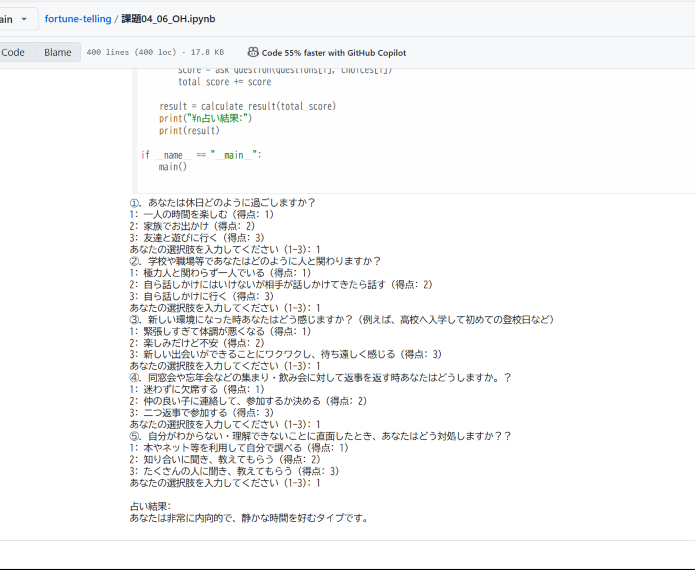 ain
fortune-telling / 課題04_06_OH.ipynb
Code Blame 400 lines (400 loc) · 17.8 KB Code 55% faster with GitHub Copilot
score = ask_question(questions[i], choices[i])
total_score += score
result = calculate_result(total_score)
print("¥n占い結果:")
print(result)
if __name__ == "__main__":
main()
①. あなたは休日どのように過ごしますか？
1: 一人の時間を楽しむ (得点: 1)
2: 家族でお出かけ (得点: 2)
3: 友達と遊びに行く (得点: 3)
あなたの選択肢を入力してください (1-3): 1
②. 学校や職場等であなたはどのように人と関わりますか？
1: 極力人と関わらず一人でいる (得点: 1)
2: 自ら話しかけにはいけないが相手が話しかけてきたら話す (得点: 2)
3: 自ら話しかけに行く (得点: 3)
あなたの選択肢を入力してください (1-3): 1
③. 新しい環境になった時あなたはどう感じますか？（例えば、高校へ入学して初めての登校日など）
1: 緊張しすぎて体調が悪くなる (得点: 1)
2: 楽しみだけど不安 (得点: 2)
3: 新しい出会いができることにワクワクし、待ち遠しく感じる (得点: 3)
あなたの選択肢を入力してください (1-3): 1
④. 同窓会や忘年会などの集まり・飲み会に対して返事を返す時あなたはどうしますか。？
1: 迷わずに欠席する (得点: 1)
2: 仲の良い子に連絡して、参加するか決める (得点: 2)
3: 二つ返事で参加する (得点: 3)
あなたの選択肢を入力してください (1-3): 1
⑤. 自分がわからない・理解できないことに直面したとき、あなたはどう対処しますか？？
1: 本やネット等を利用して自分で調べる (得点: 1)
2: 知り合いに聞き、教えてもらう (得点: 2)
3: たくさんの人に聞き、教えてもらう (得点: 3)
あなたの選択肢を入力してください (1-3): 1
占い結果:
あなたは非常に内向的で、静かな時間を好むタイプです。